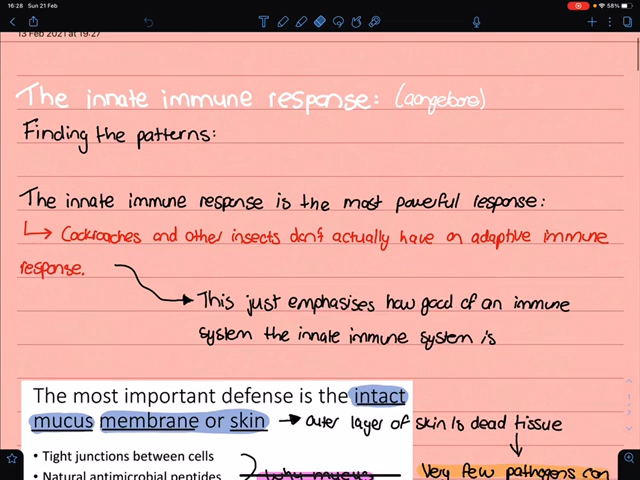 16:28 Sun 21 Feb
58%
13 Feb 2021 at 19:27
The innate immune response: (aangebore)
Finding the patterns:
The innate immune response is the most powerful response:
↳ Cockroaches and other insects don't actually have an adaptive immune
response.
→ This just emphasises how good of an immune
system the innate immune system is
The most important defense is the intact
mucus membrane or skin → outer layer of skin is dead tissue
• Tight junctions between cells
• Natural antimicrobial peptides
Why mucus
Very few pathogens can